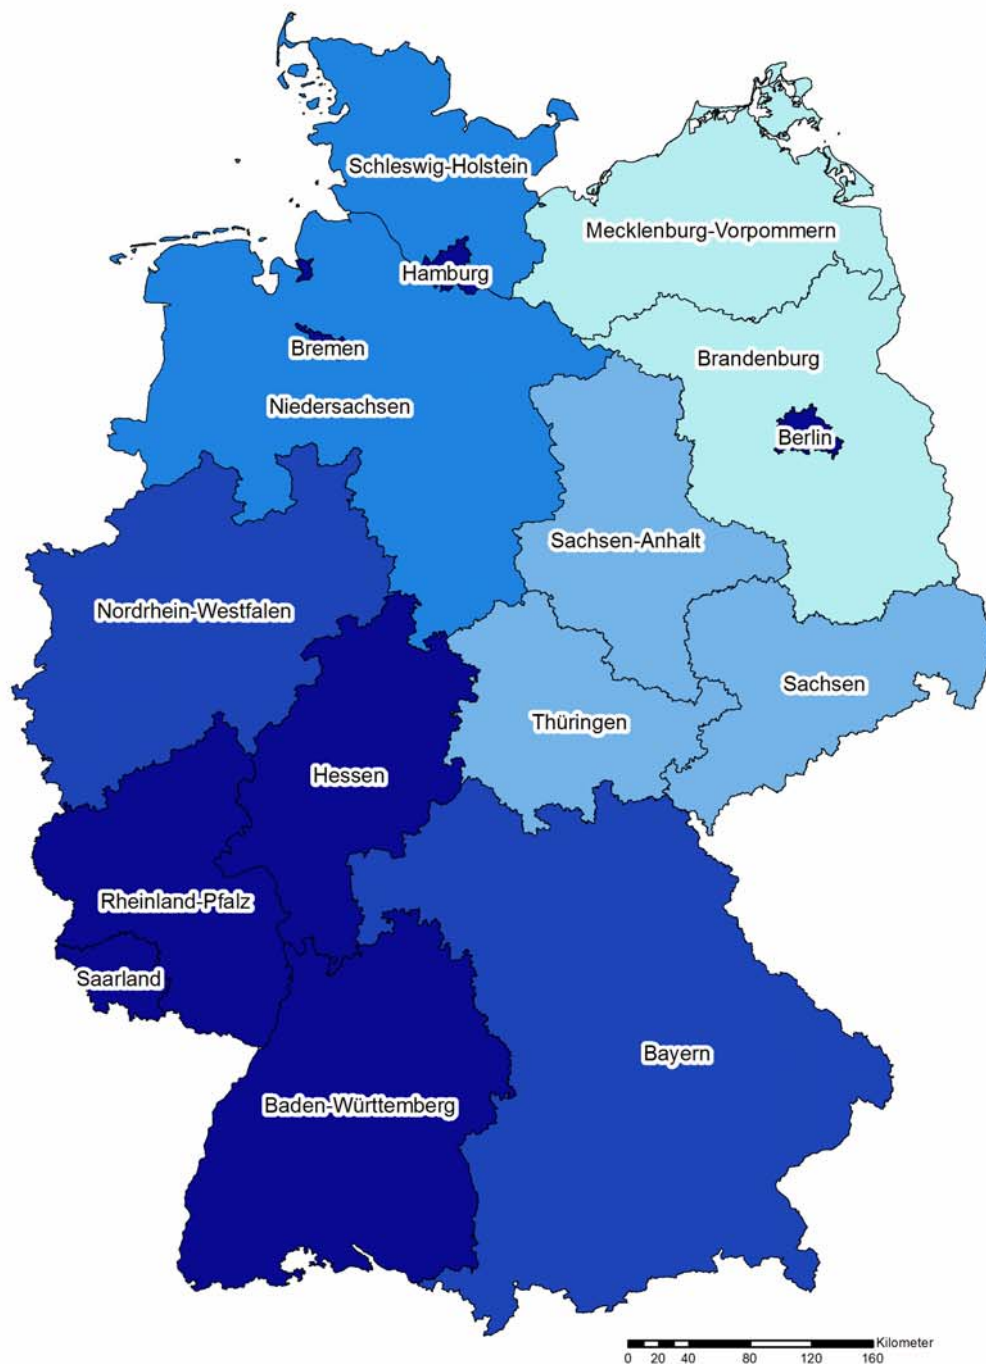 Schleswig-Holstein
Mecklenburg-Vorpommern
Hamburg
Bremen
Brandenburg
Niedersachsen
Berlin
Sachsen-Anhalt
Nordrhein-Westfalen
Sachsen
Thüringen
Hessen
Rheinland-Pfalz
Saarland
Bayern
Baden-Württemberg
Kilometer
0 20 40 80 120 160